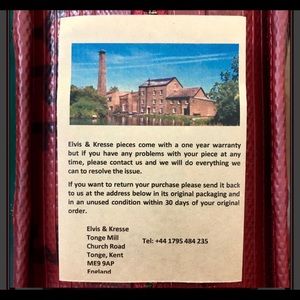 Elvis & Kresse pieces come with a one year warranty
but if you have any problems with your piece at any
time, please contact us and we will do everything we
can to resolve the issue.
If you want to return your purchase please send it back
to us at the address below in its original packaging and
in an unused condition within 30 days of your original
order.
Elvis & Kresse
Tonge Mill
Church Road
Tonge, Kent
ME9 9AP
England
Tel: +44 1795 484 235